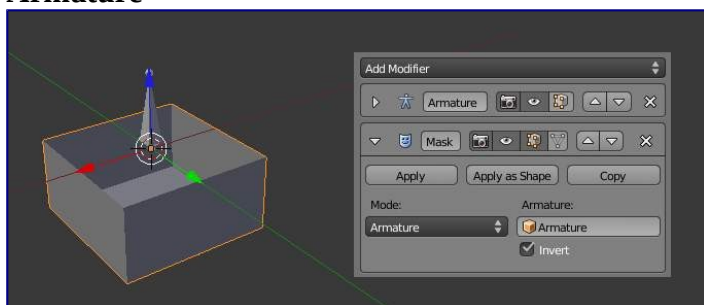 Armature
Add Modifier
Armature
Mask
Apply Apply as Shape Copy
Mode: Armature:
Armature Armature
Invert